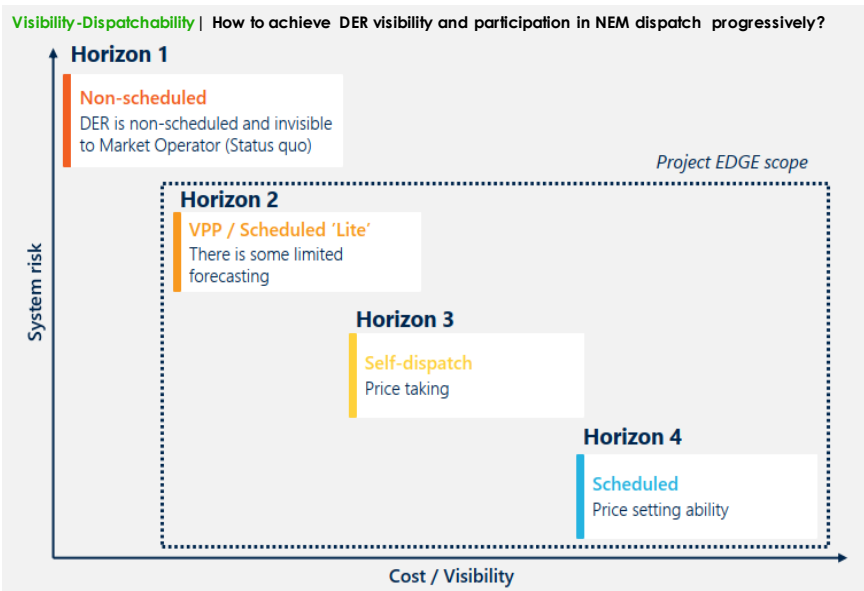 Visibility-Dispatchability | How to achieve DER visibility and participation in NEM dispatch progressively?
Horizon 1
Non-scheduled
DER is non-scheduled and invisible
to Market Operator (Status quo)
Project EDGE scope
Horizon 2
VPP / Scheduled ‘Lite’
There is some limited
forecasting
Horizon 3
Self-dispatch
Price taking
Horizon 4
Scheduled
Price setting ability
System risk
Cost / Visibility